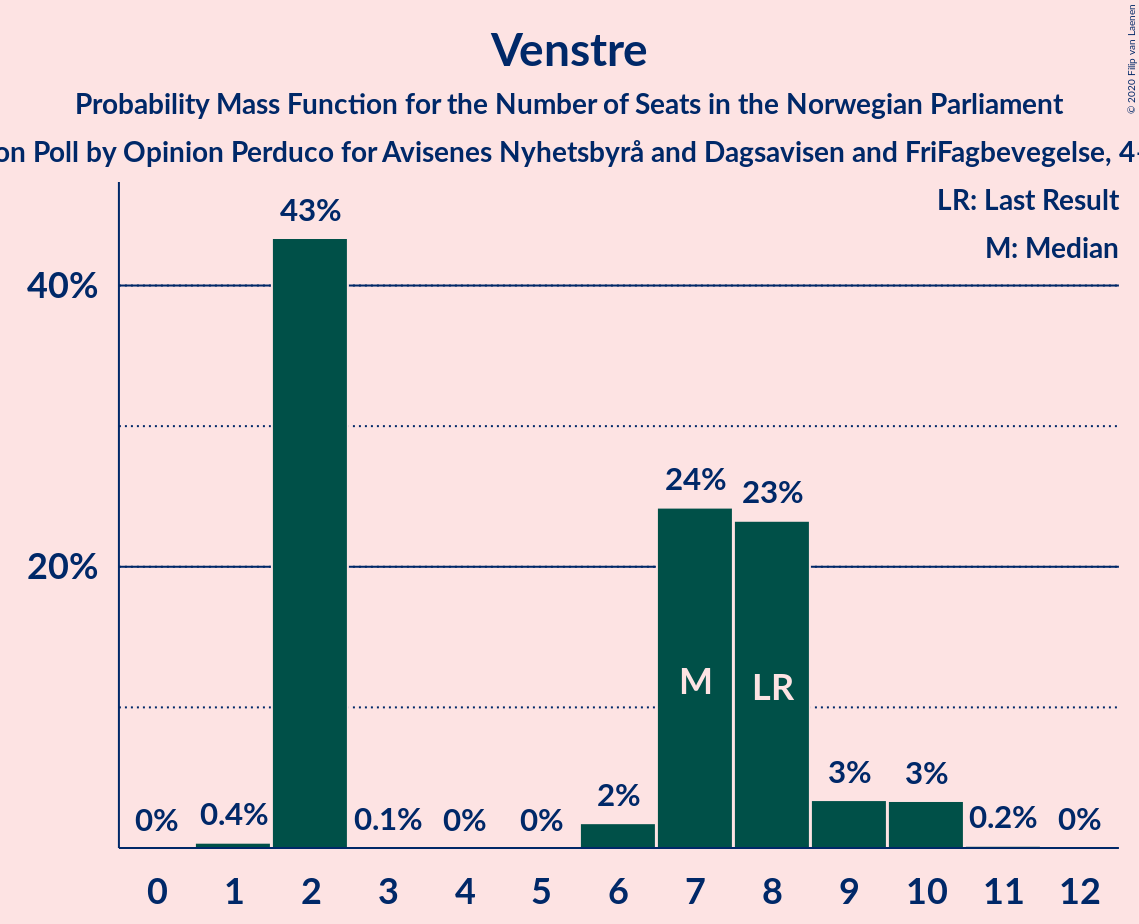 Venstre
Probability Mass Function for the Number of Seats in the Norwegian Parliament
on Poll by Opinion Perduco for Avisenes Nyhetsbyrå and Dagsavisen and FriFagbevegelse, 4-
© 2020 Filip van Laenen
LR: Last Result
M: Median
40%
20%
0% 0.4% 43% 0.1% 0% 0% 2% 24% 23% 3% 3% 0.2% 0%
M LR
0 1 2 3 4 5 6 7 8 9 10 11 12